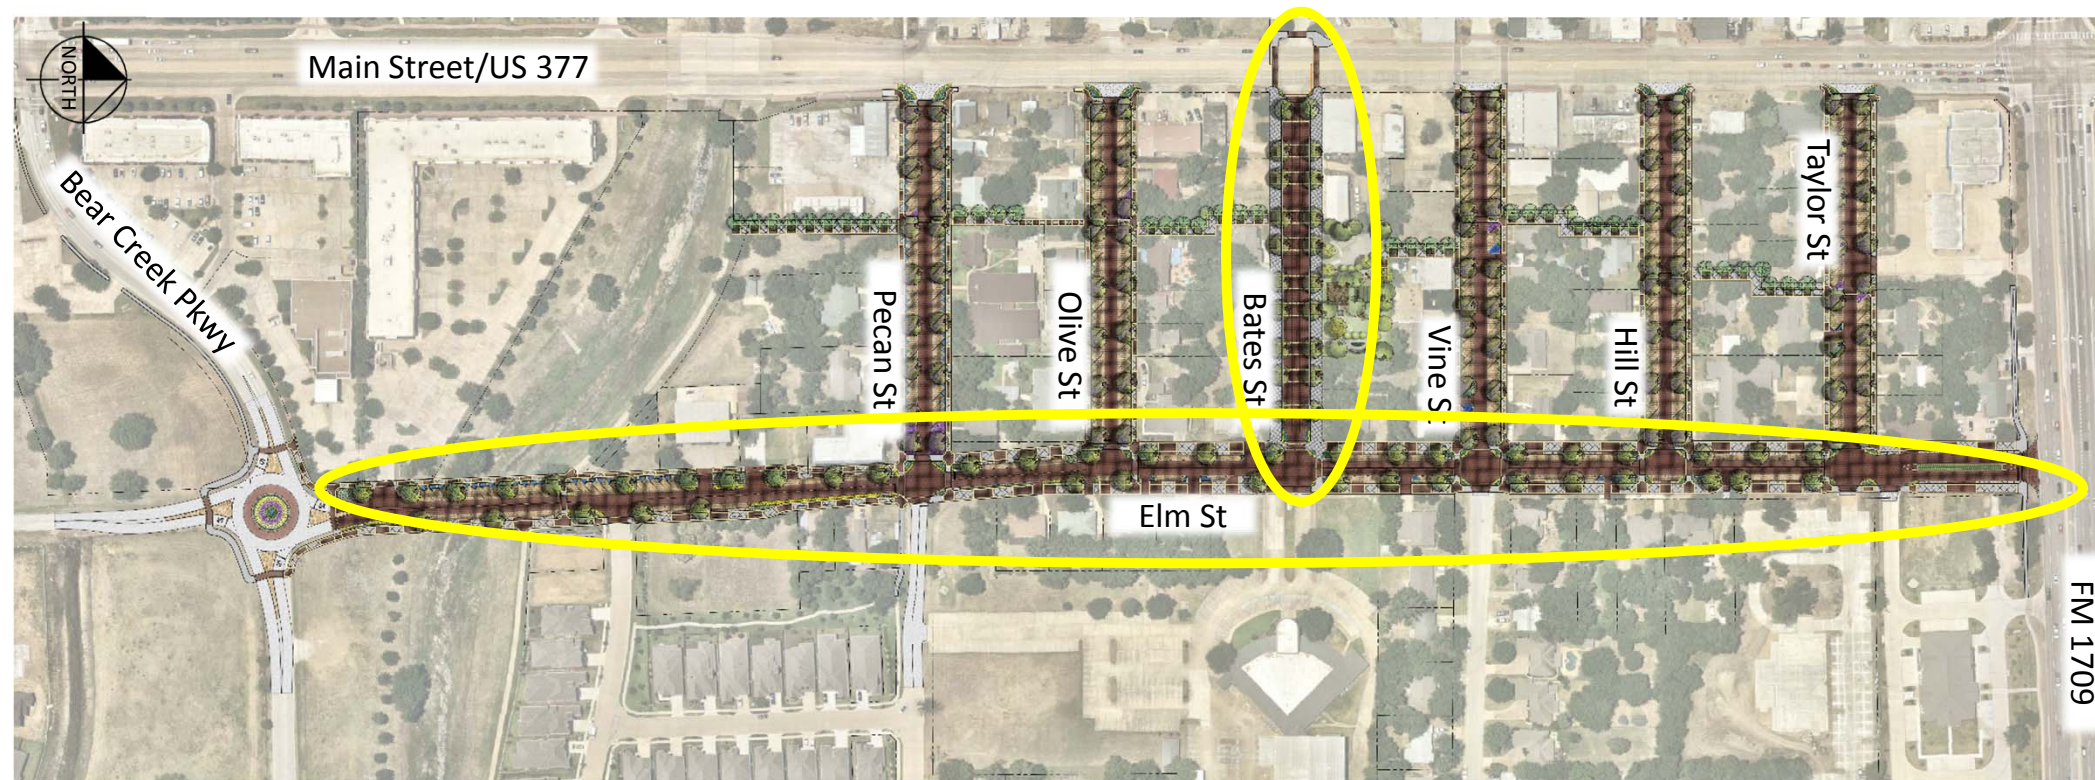 NORTH
Main Street/US 377
Bear Creek Pkwy
Pecan St
Olive St
Bates St
Vine S
Hill St
Taylor St
Elm St
FM 1709